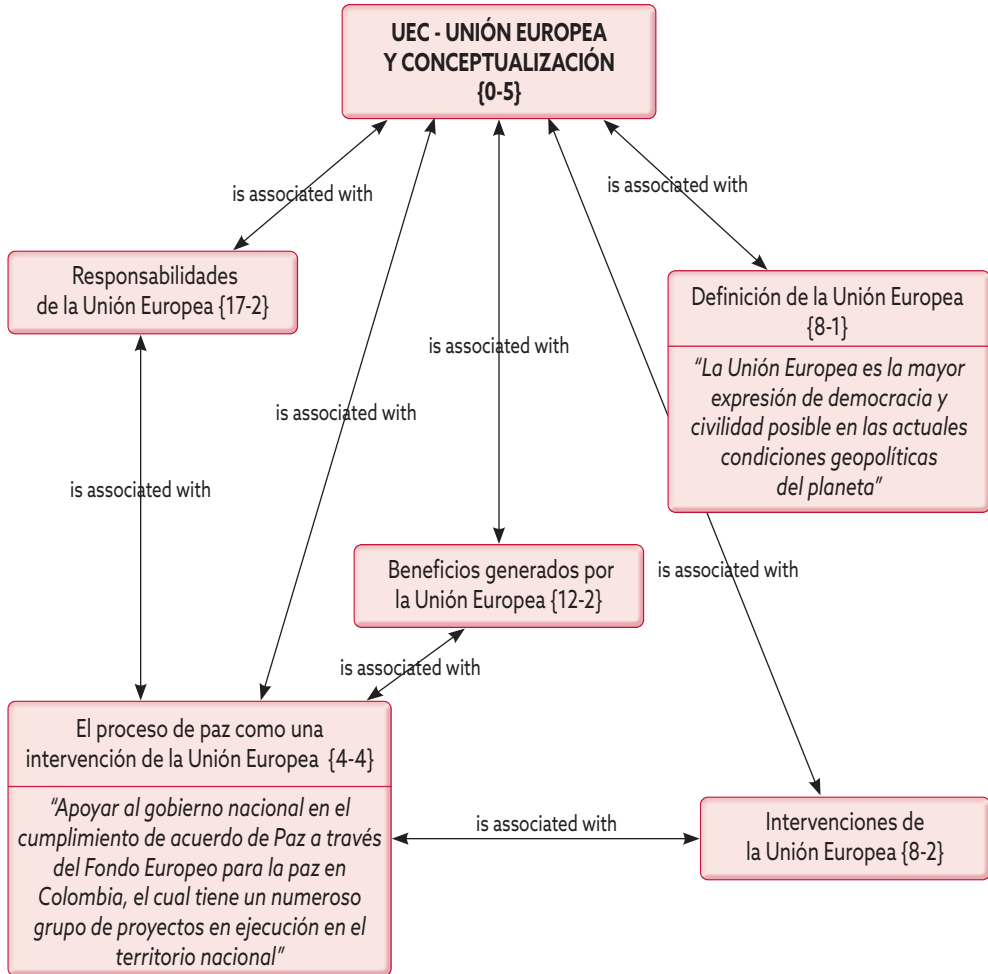 UEC - UNIÓN EUROPEA
Y CONCEPTUALIZACIÓN
{0-5}
is associated with
is associated with
Responsabilidades
de la Unión Europea {17-2}
Definición de la Unión Europea
{8-1}
"La Unión Europea es la mayor
expresión de democracia y
civilidad posible en las actuales
condiciones geopolíticas
del planeta"
is associated with
is associated with
is associated with
Beneficios generados por
la Unión Europea {12-2}
is associated with
is associated with
El proceso de paz como una
intervención de la Unión Europea {4-4}
"Apoyar al gobierno nacional en el
cumplimiento de acuerdo de Paz a través
del Fondo Europeo para la paz en
Colombia, el cual tiene un numeroso
grupo de proyectos en ejecución en el
territorio nacional"
is associated with
Intervenciones de
la Unión Europea {8-2}